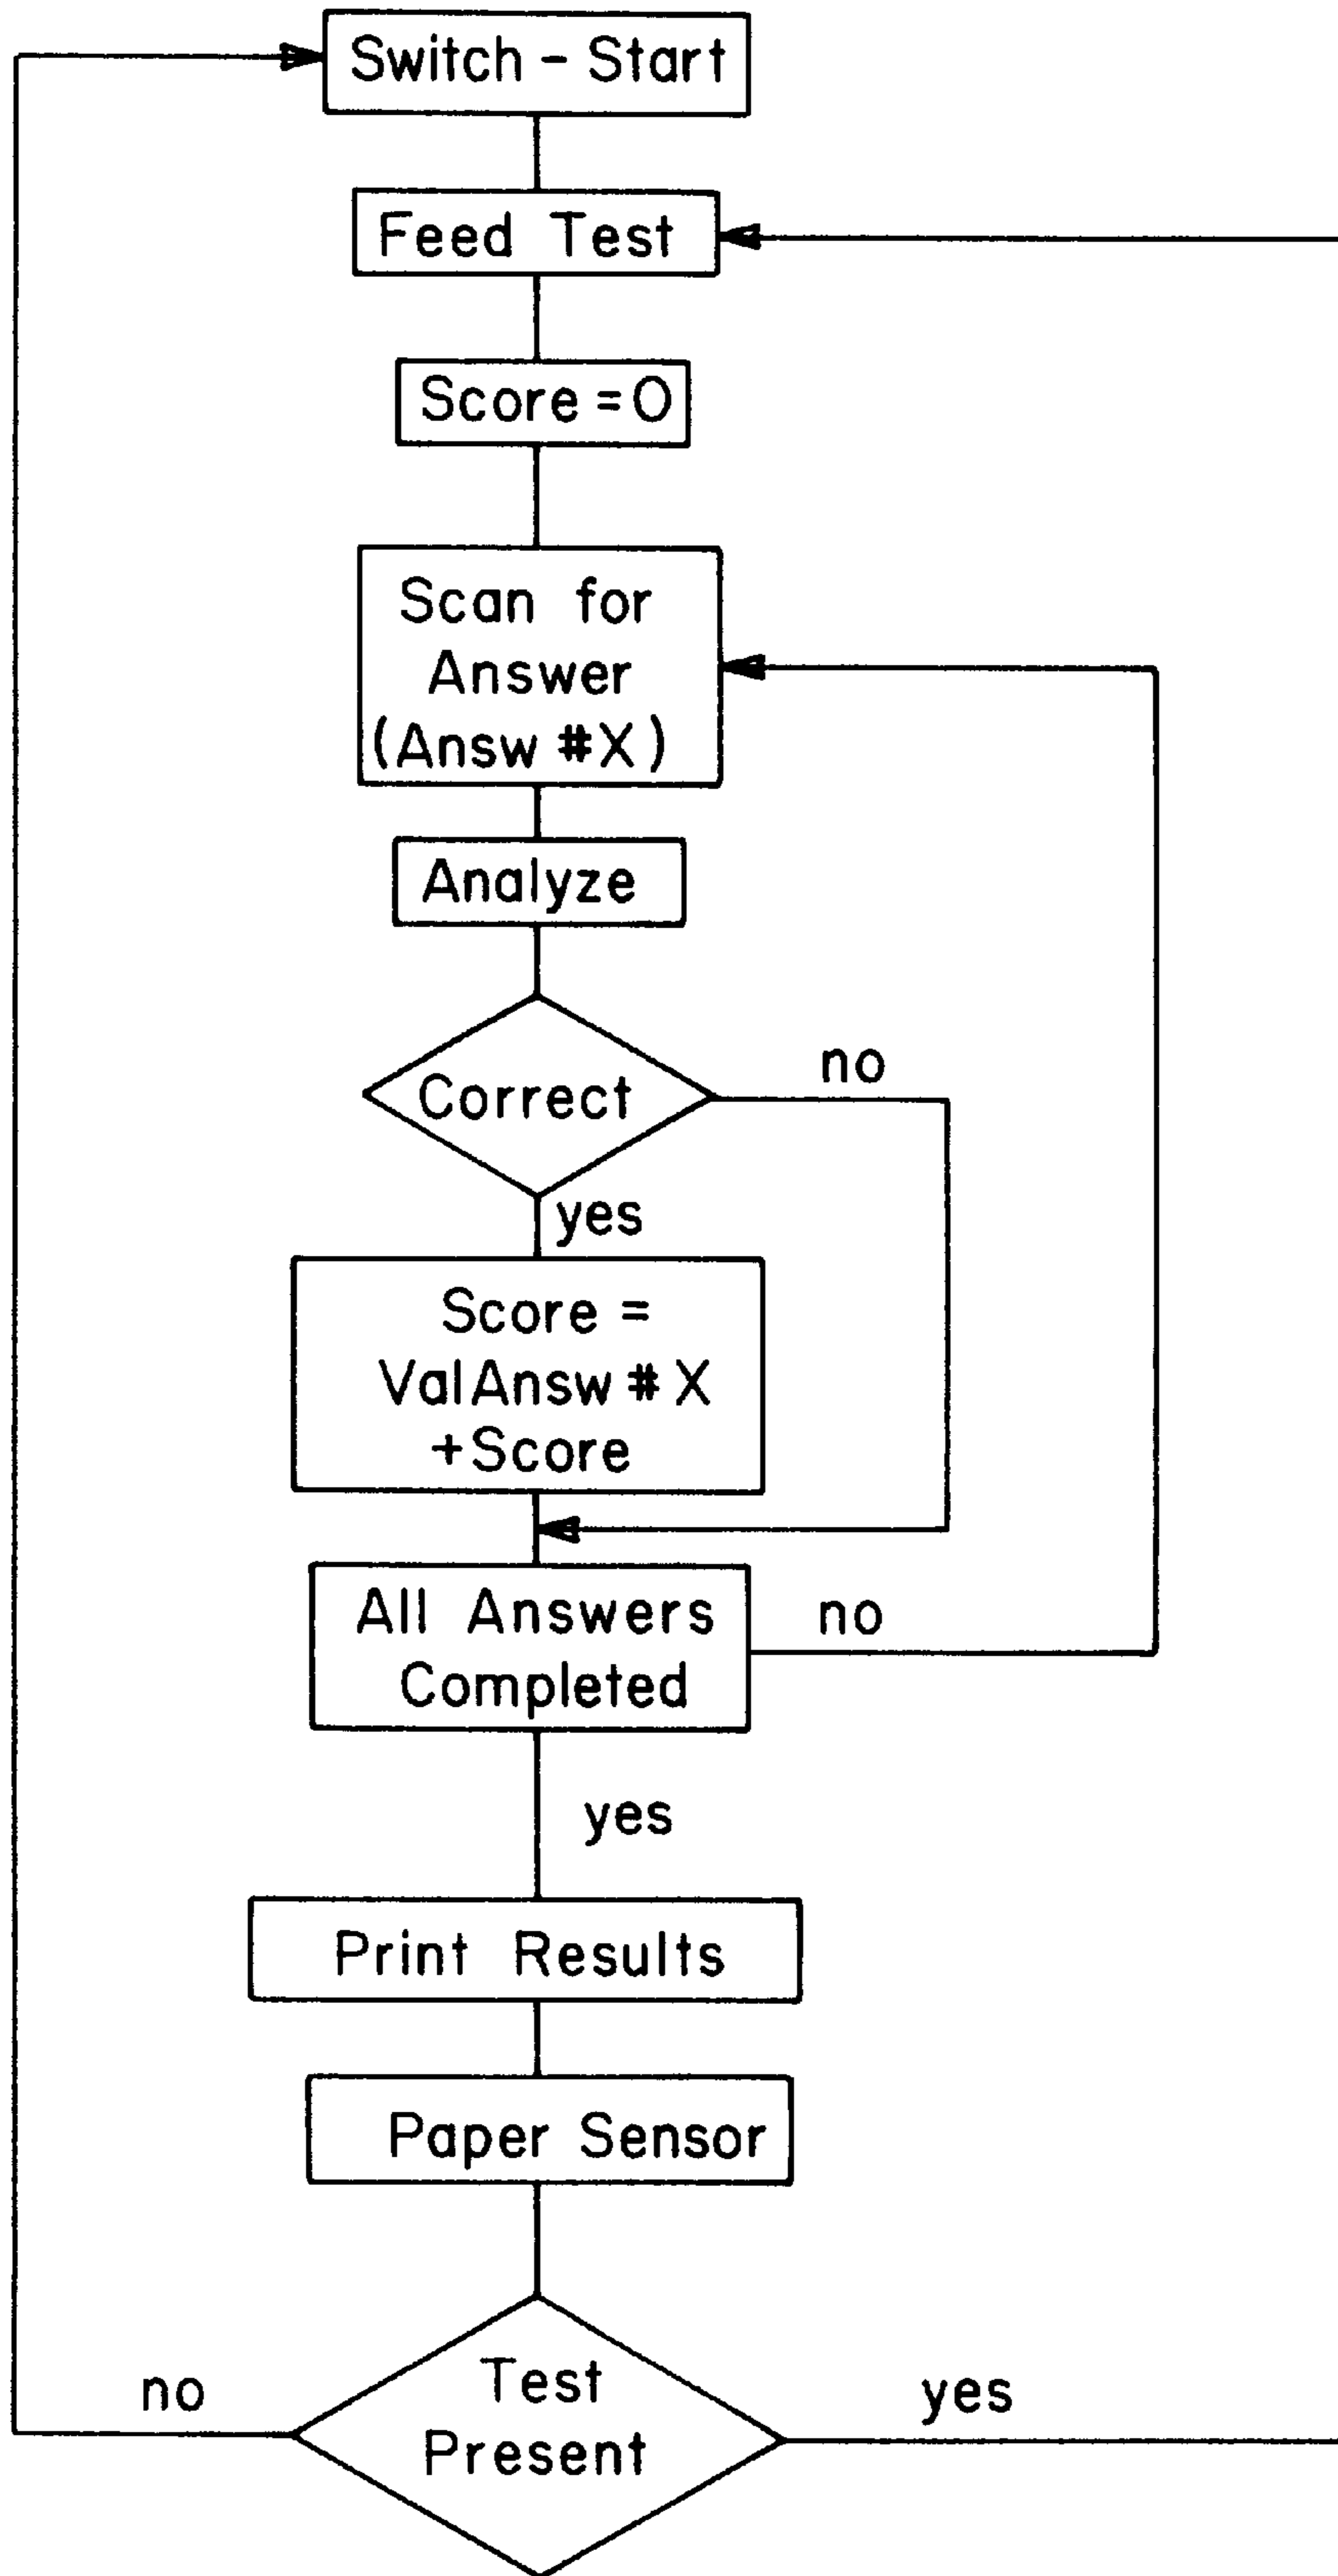 Switch - Start
Feed Test
Score = 0
Scan for
Answer
(Answ #X)
Analyze
Correct
no
yes
Score =
ValAnsw # X
+Score
All Answers
Completed
no
yes
Print Results
Paper Sensor
Test
Present
no
yes